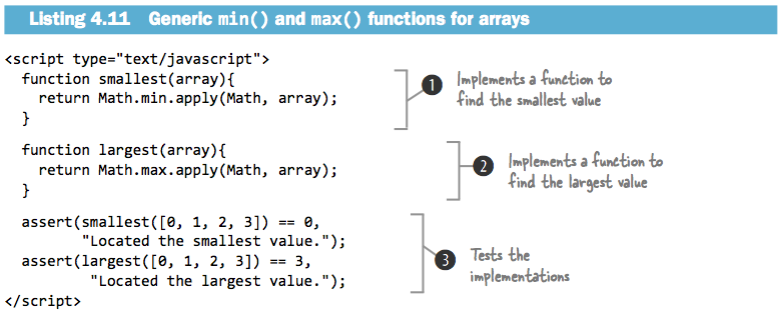 Listing 4.11 Generic min() and max() functions for arrays
<script type="text/javascript">
function smallest(array){
return Math.min.apply(Math, array);
}
1 Implements a function to
find the smallest value
function largest(array){
return Math.max.apply(Math, array);
}
2 Implements a function to
find the largest value
assert(smallest([0, 1, 2, 3]) == 0,
"Located the smallest value.");
assert(largest([0, 1, 2, 3]) == 3,
"Located the largest value.");
3 Tests the
implementations
</script>